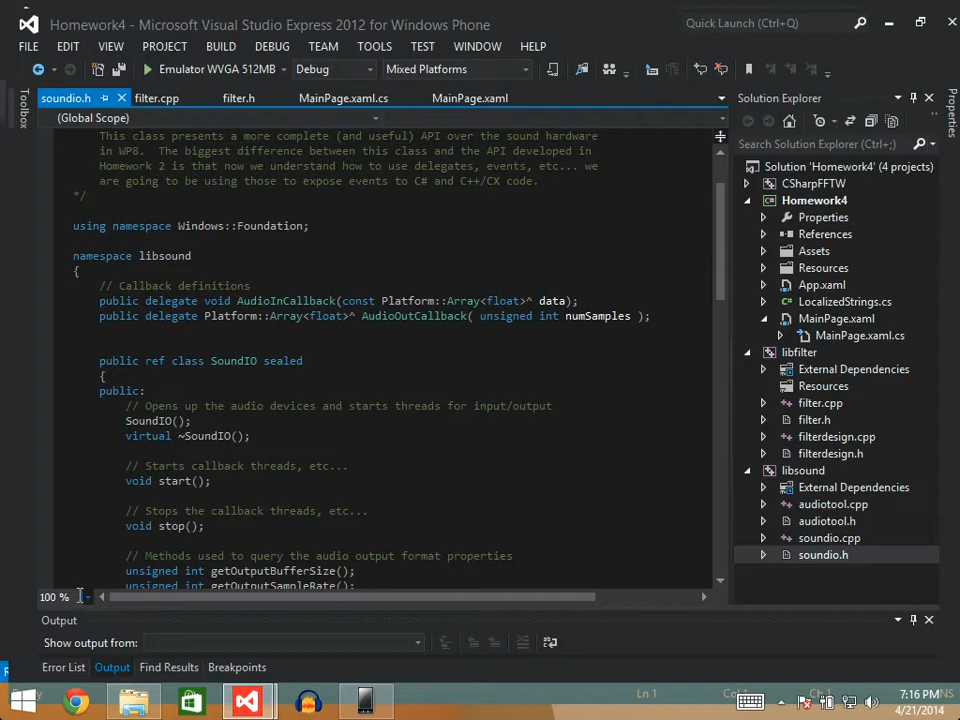 Homework4 - Microsoft Visual Studio Express 2012 for Windows Phone
Quick Launch (Ctrl+Q)
FILE EDIT VIEW PROJECT BUILD DEBUG TEAM TOOLS TEST WINDOW HELP
Emulator WVGA 512MB Debug Mixed Platforms
Toolbox
soundio.h filter.cpp filter.h MainPage.xaml.cs MainPage.xaml
(Global Scope)
This class presents a more complete (and useful) API over the sound hardware
in WP8. The biggest difference between this class and the API developed in
Homework 2 is that now we understand how to use delegates, events, etc... we
are going to be using those to expose events to C# and C++/CX code.
*/
using namespace Windows::Foundation;
namespace libsound
{
// Callback definitions
public delegate void AudioInCallback(const Platform::Array<float>^ data);
public delegate Platform::Array<float>^ AudioOutCallback( unsigned int numSamples );
public ref class SoundIO sealed
{
public:
// Opens up the audio devices and starts threads for input/output
SoundIO();
virtual ~SoundIO();
// Starts callback threads, etc...
void start();
// Stops the callback threads, etc...
void stop();
// Methods used to query the audio output format properties
unsigned int getOutputBufferSize();
unsigned int getOutputSampleRate();
100 %
Solution Explorer
Search Solution Explorer (Ctrl+;)
Solution 'Homework4' (4 projects)
CSharpFFTW
Homework4
Properties
References
Assets
Resources
App.xaml
LocalizedStrings.cs
MainPage.xaml
MainPage.xaml.cs
libfilter
External Dependencies
Resources
filter.cpp
filter.h
filterdesign.cpp
filterdesign.h
libsound
External Dependencies
audiotool.cpp
audiotool.h
soundio.cpp
soundio.h
Properties
Output
Show output from:
Error List Output Find Results Breakpoints
Ln 1
7:16 PM
4/21/2014